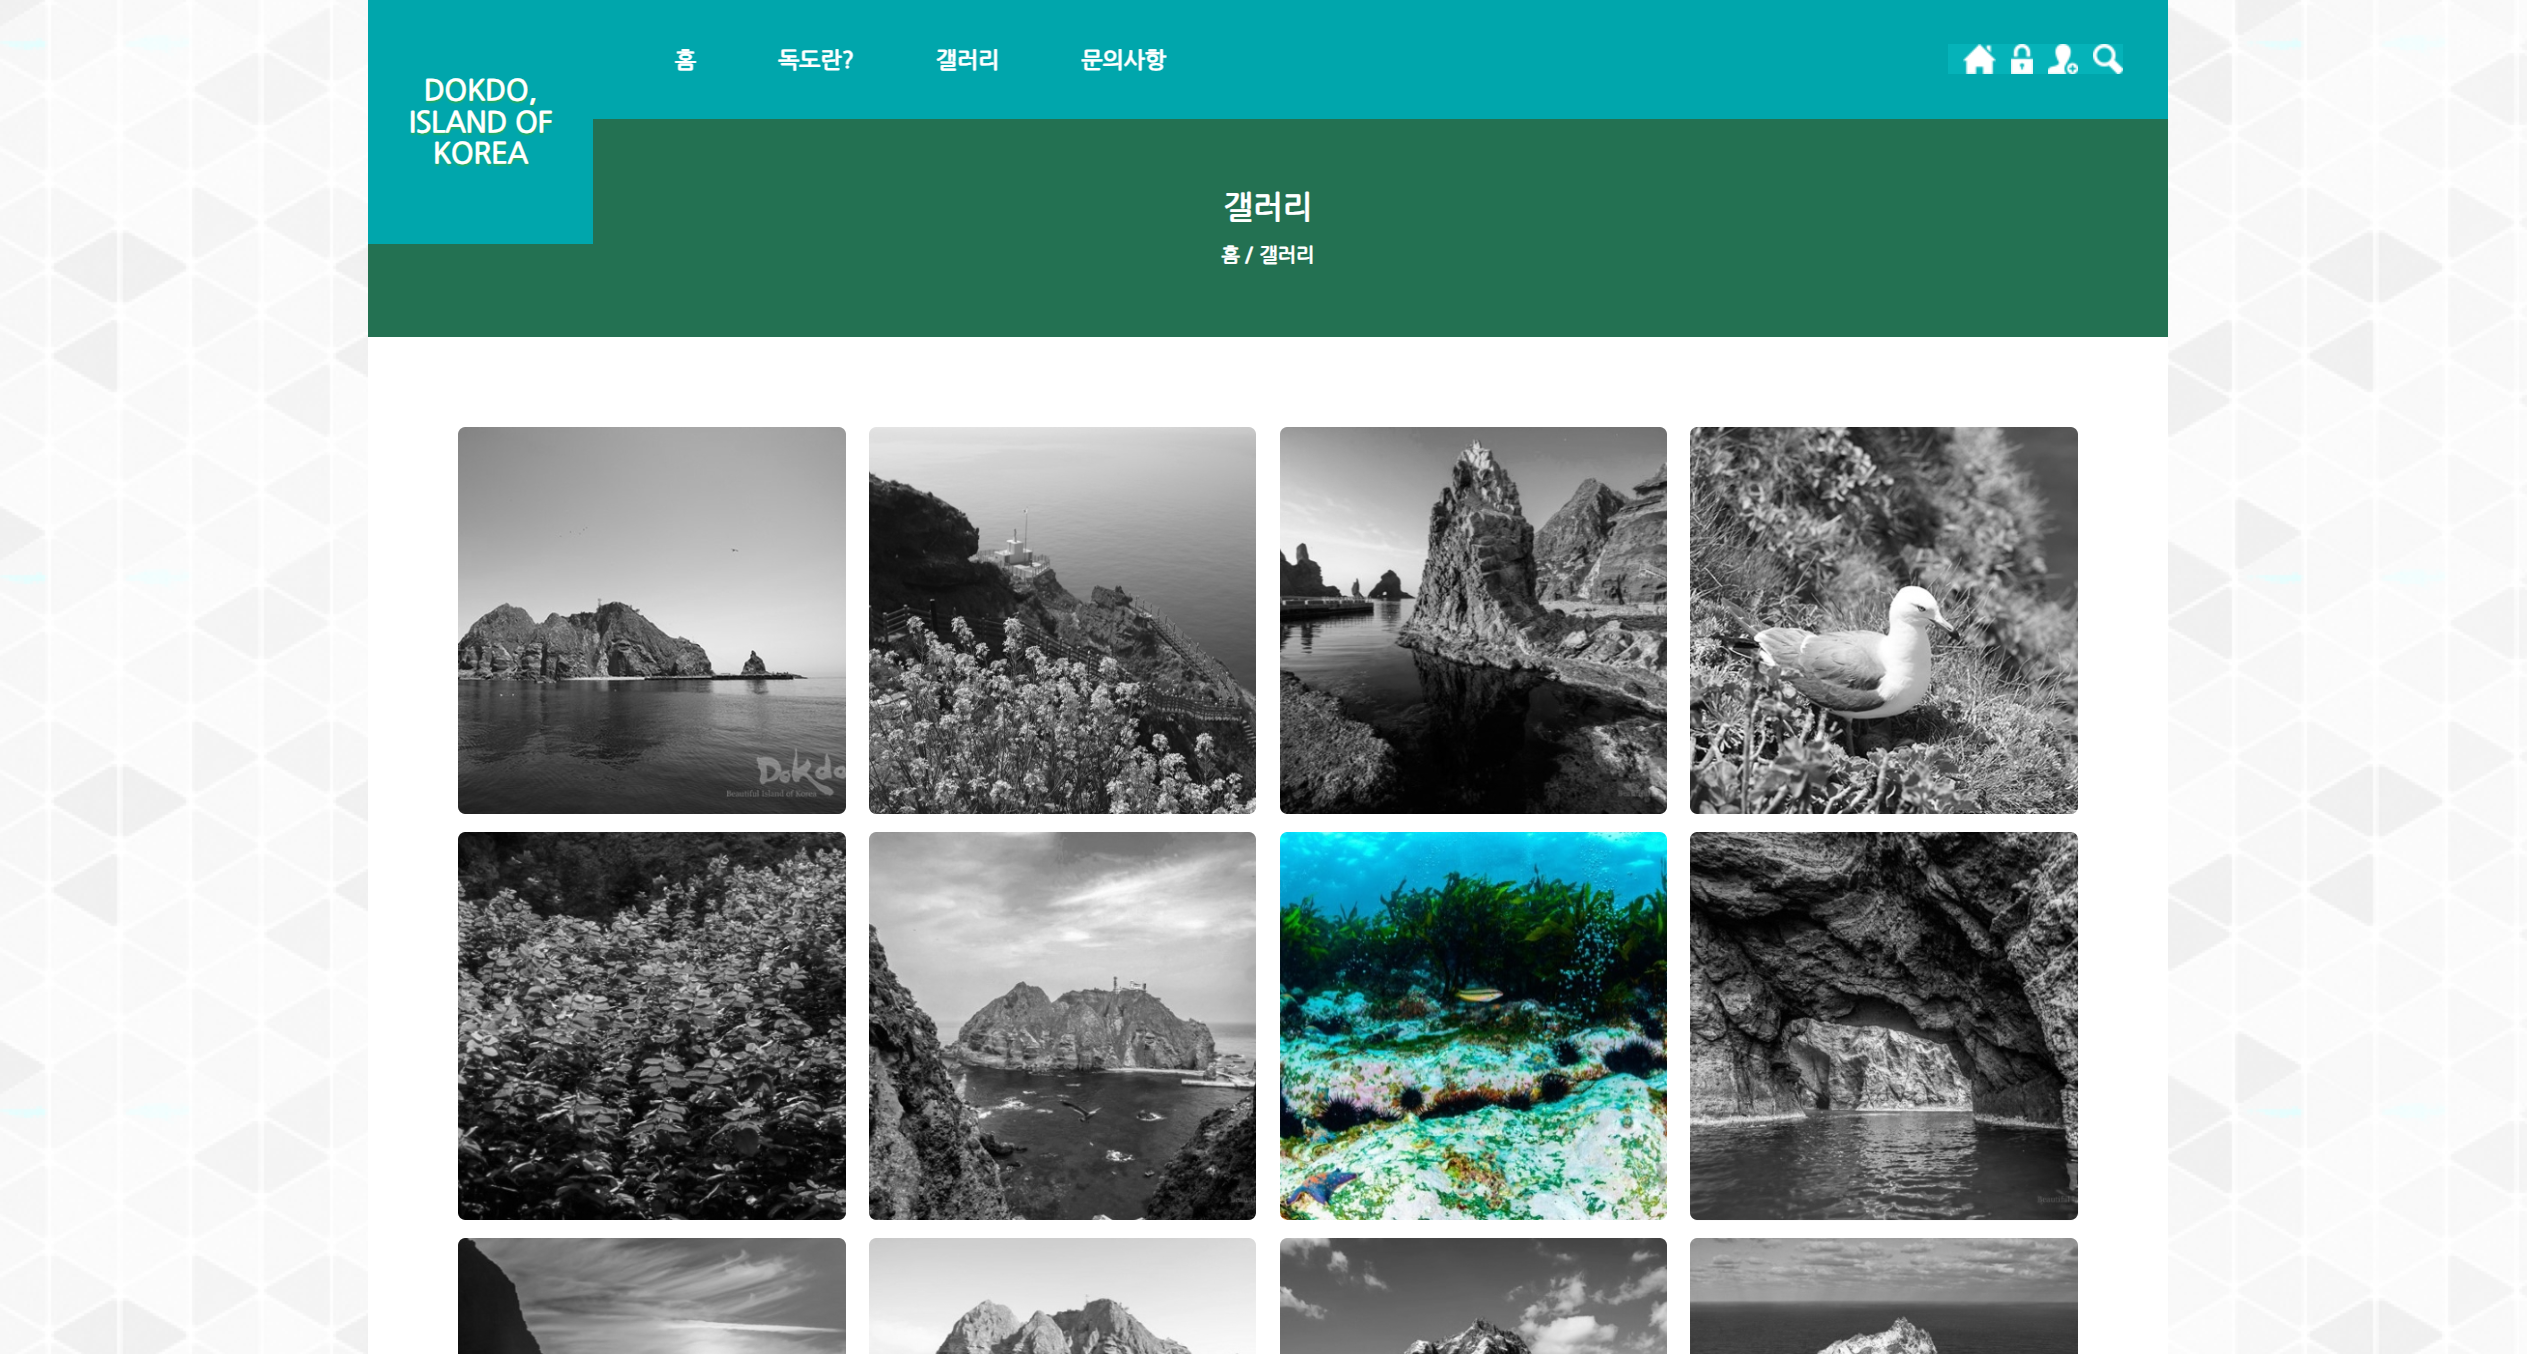 홈
독도란?
갤러리
문의사항
DOKDO,
ISLAND OF
KOREA
갤러리
홈 / 갤러리
Dokdo
Beautiful Island of Korea